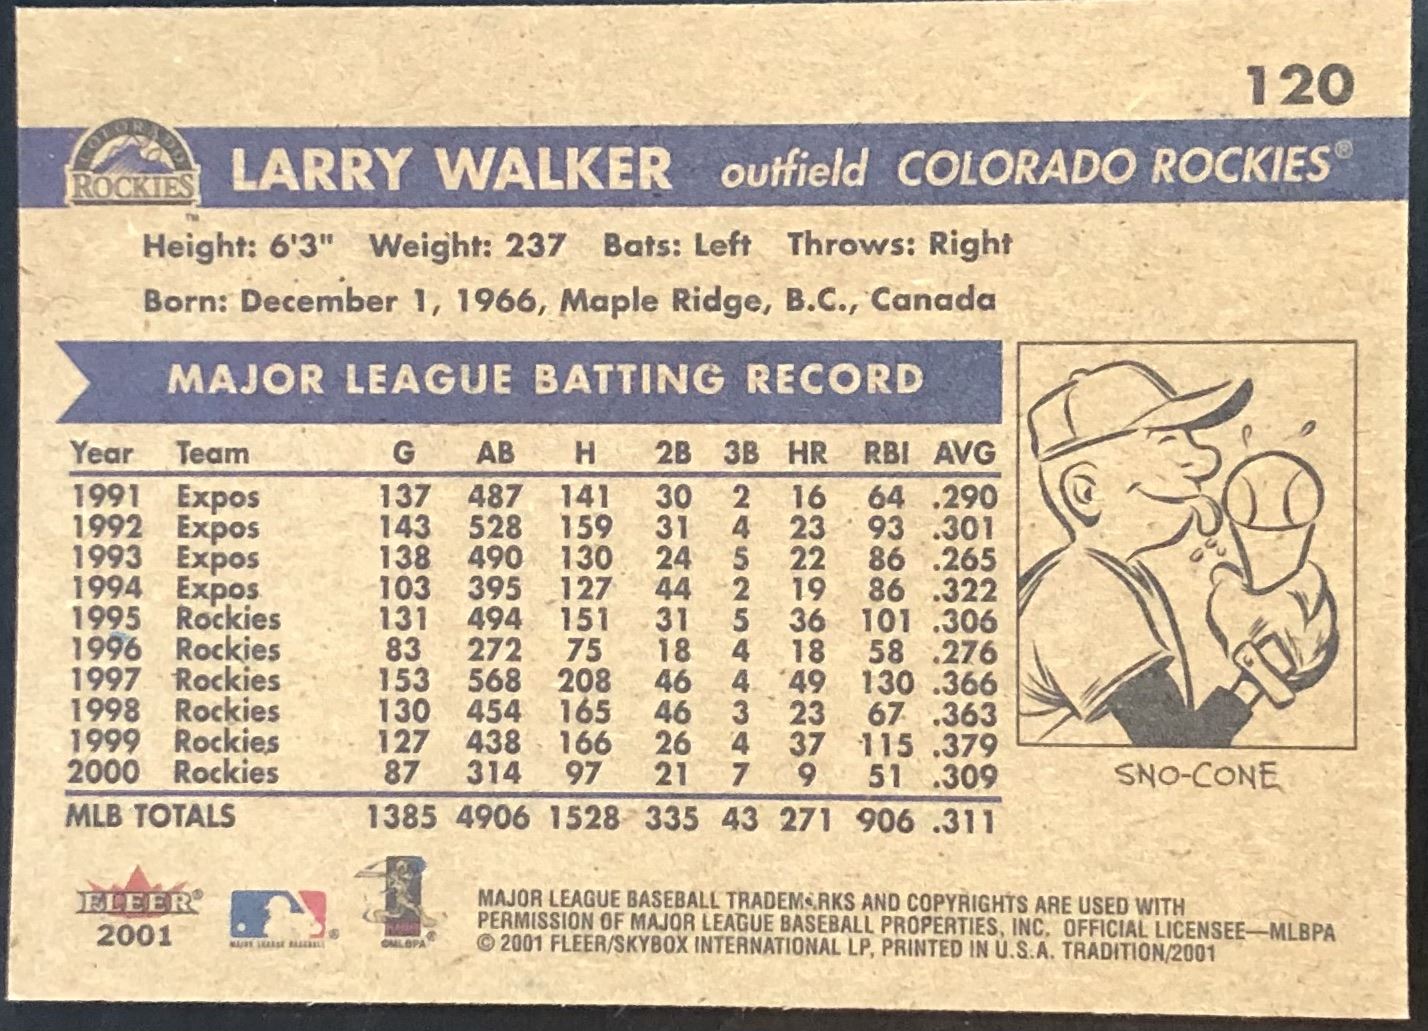 120
COLORADO
ROCKIES
™
LARRY WALKER outfield COLORADO ROCKIES®
Height: 6'3" Weight: 237 Bats: Left Throws: Right
Born: December 1, 1966, Maple Ridge, B.C., Canada
MAJOR LEAGUE BATTING RECORD
Year Team G AB H 2B 3B HR RBI AVG
1991 Expos 137 487 141 30 2 16 64 .290
1992 Expos 143 528 159 31 4 23 93 .301
1993 Expos 138 490 130 24 5 22 86 .265
1994 Expos 103 395 127 44 2 19 86 .322
1995 Rockies 131 494 151 31 5 36 101 .306
1996 Rockies 83 272 75 18 4 18 58 .276
1997 Rockies 153 568 208 46 4 49 130 .366
1998 Rockies 130 454 165 46 3 23 67 .363
1999 Rockies 127 438 166 26 4 37 115 .379
2000 Rockies 87 314 97 21 7 9 51 .309
MLB TOTALS 1385 4906 1528 335 43 271 906 .311
SNO-CONE
FLEER®
2001
MAJOR LEAGUE BASEBALL ®
©MLBPA ®
MAJOR LEAGUE BASEBALL TRADEMARKS AND COPYRIGHTS ARE USED WITH
PERMISSION OF MAJOR LEAGUE BASEBALL PROPERTIES, INC. OFFICIAL LICENSEE—MLBPA
© 2001 FLEER/SKYBOX INTERNATIONAL LP, PRINTED IN U.S.A. TRADITION/2001